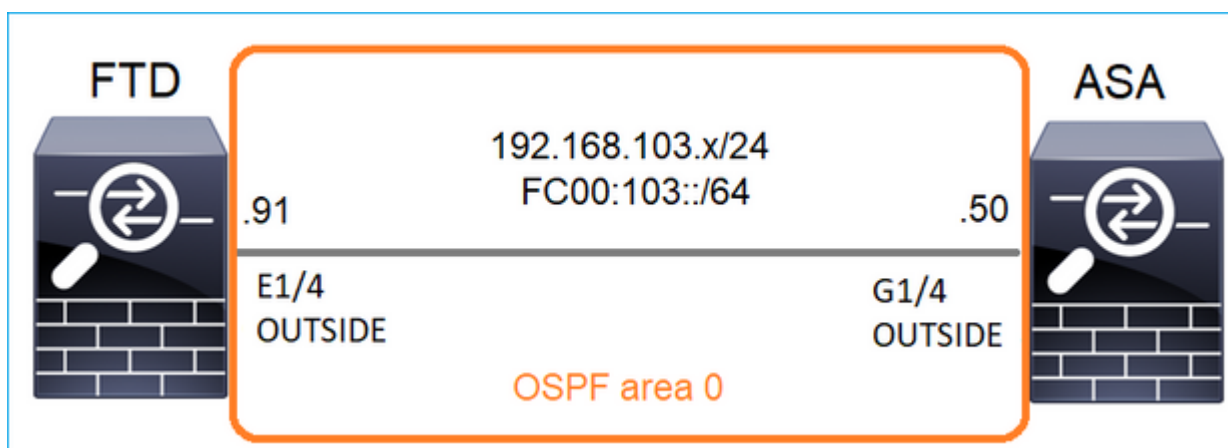 FTD
ASA
192.168.103.x/24
FC00:103::/64
.91
.50
E1/4
OUTSIDE
G1/4
OUTSIDE
OSPF area 0